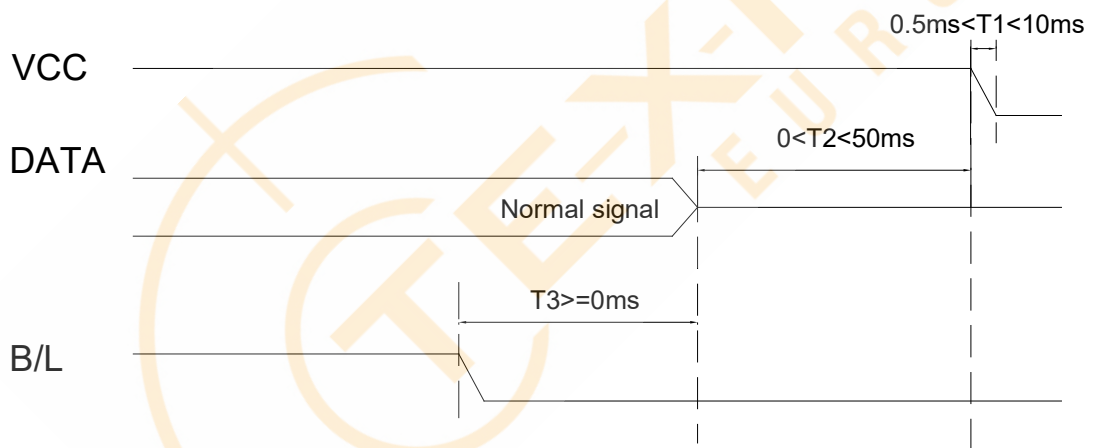 0.5ms<T1<10ms
VCC
0<T2<50ms
DATA
Normal signal
T3>=0ms
B/L